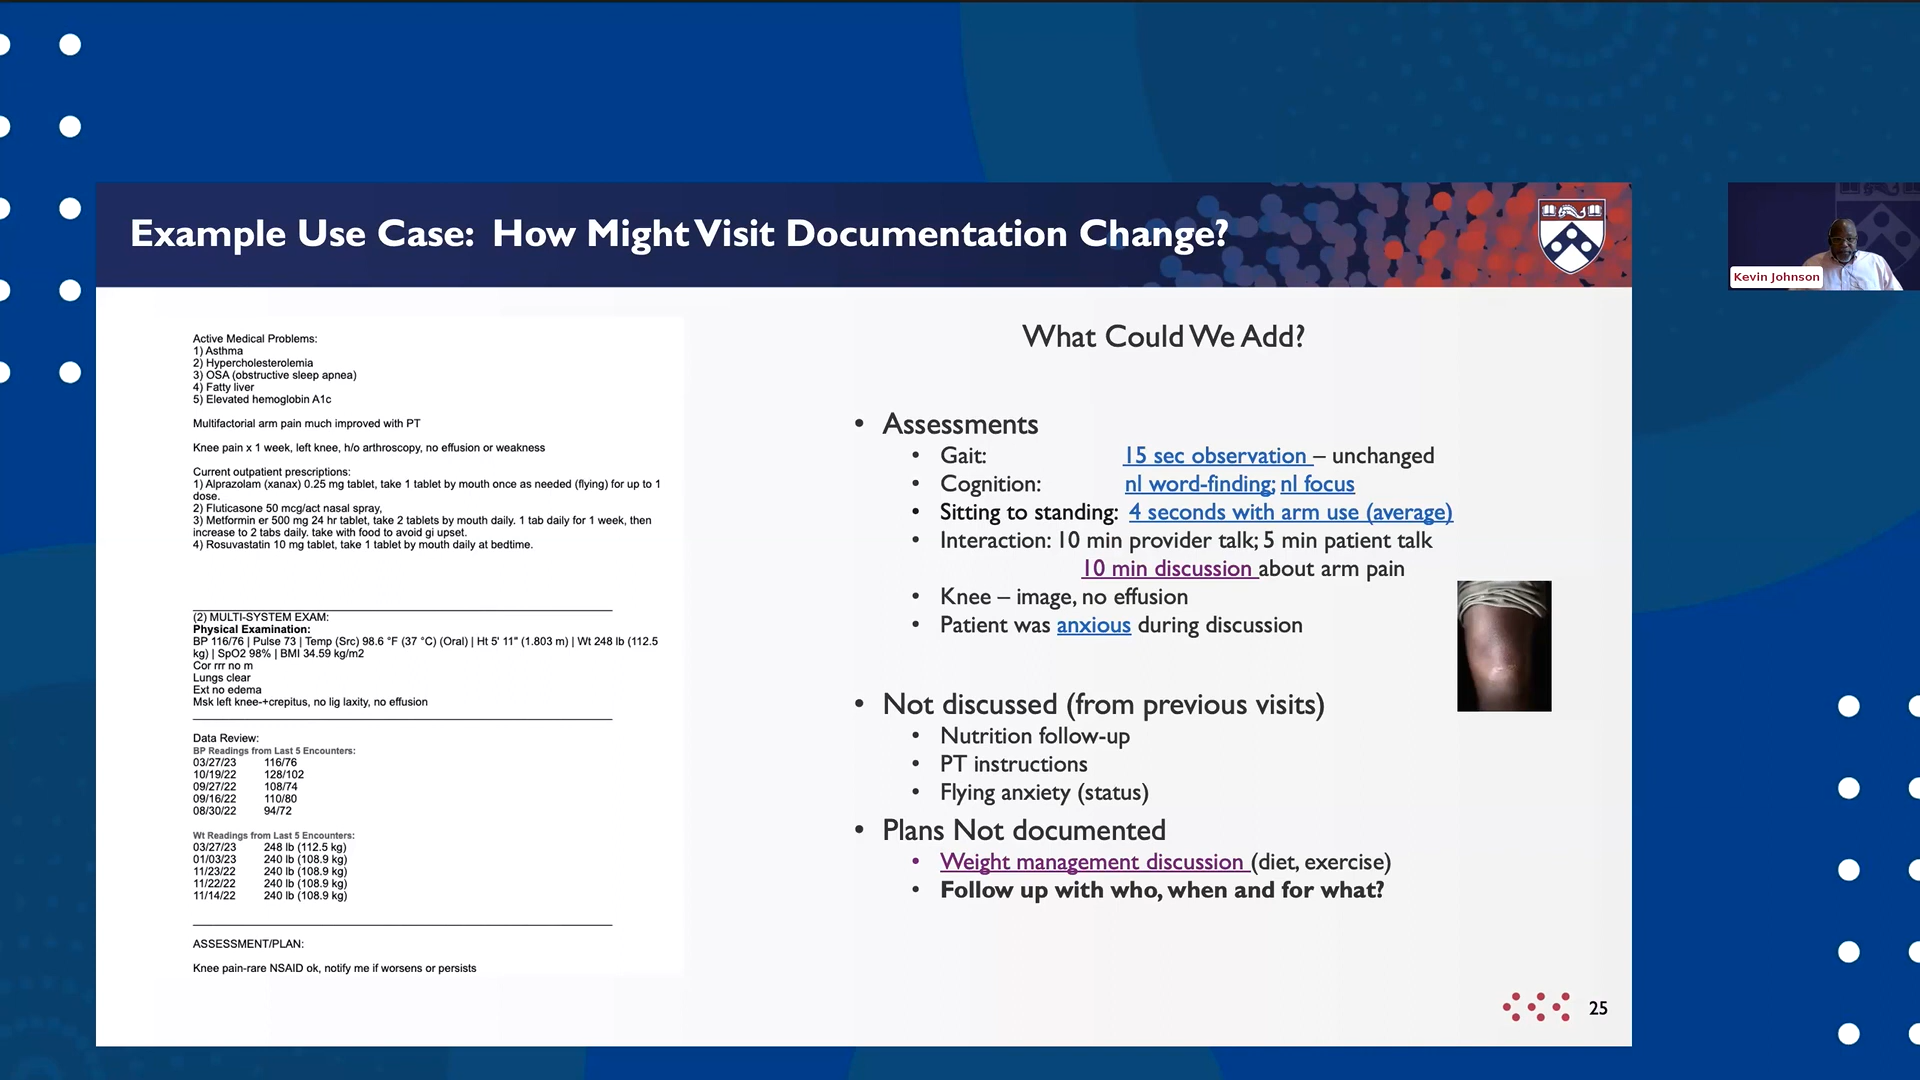 Example Use Case: How Might Visit Documentation Change?
Kevin Johnson
Active Medical Problems:
1) Asthma
2) Hypercholesterolemia
3) OSA (obstructive sleep apnea)
4) Fatty liver
5) Elevated hemoglobin A1c
Multifactorial arm pain much improved with PT
Knee pain x 1 week, left knee, h/o arthroscopy, no effusion or weakness
Current outpatient prescriptions:
1) Alprazolam (xanax) 0.25 mg tablet, take 1 tablet by mouth once as needed (flying) for up to 1
dose.
2) Fluticasone 50 mcg/act nasal spray,
3) Metformin er 500 mg 24 hr tablet, take 2 tablets by mouth daily. 1 tab daily for 1 week, then
increase to 2 tabs daily. take with food to avoid gi upset.
4) Rosuvastatin 10 mg tablet, take 1 tablet by mouth daily at bedtime.
(2) MULTI-SYSTEM EXAM:
Physical Examination:
BP 116/76 | Pulse 73 | Temp (Src) 98.6 °F (37 °C) (Oral) | Ht 5' 11" (1.803 m) | Wt 248 lb (112.5
kg) | SpO2 98% | BMI 34.59 kg/m2
Cor rrr no m
Lungs clear
Ext no edema
Msk left knee-+crepitus, no lig laxity, no effusion
Data Review:
BP Readings from Last 5 Encounters:
03/27/23 116/76
10/19/22 128/102
09/27/22 108/74
09/16/22 110/80
08/30/22 94/72
Wt Readings from Last 5 Encounters:
03/27/23 248 lb (112.5 kg)
01/03/23 240 lb (108.9 kg)
11/23/22 240 lb (108.9 kg)
11/22/22 240 lb (108.9 kg)
11/14/22 240 lb (108.9 kg)
ASSESSMENT/PLAN:
Knee pain-rare NSAID ok, notify me if worsens or persists
What Could We Add?
• Assessments
• Gait: 15 sec observation – unchanged
• Cognition: nl word-finding; nl focus
• Sitting to standing: 4 seconds with arm use (average)
• Interaction: 10 min provider talk; 5 min patient talk
10 min discussion about arm pain
• Knee – image, no effusion
• Patient was anxious during discussion
• Not discussed (from previous visits)
• Nutrition follow-up
• PT instructions
• Flying anxiety (status)
• Plans Not documented
• Weight management discussion (diet, exercise)
• Follow up with who, when and for what?
25